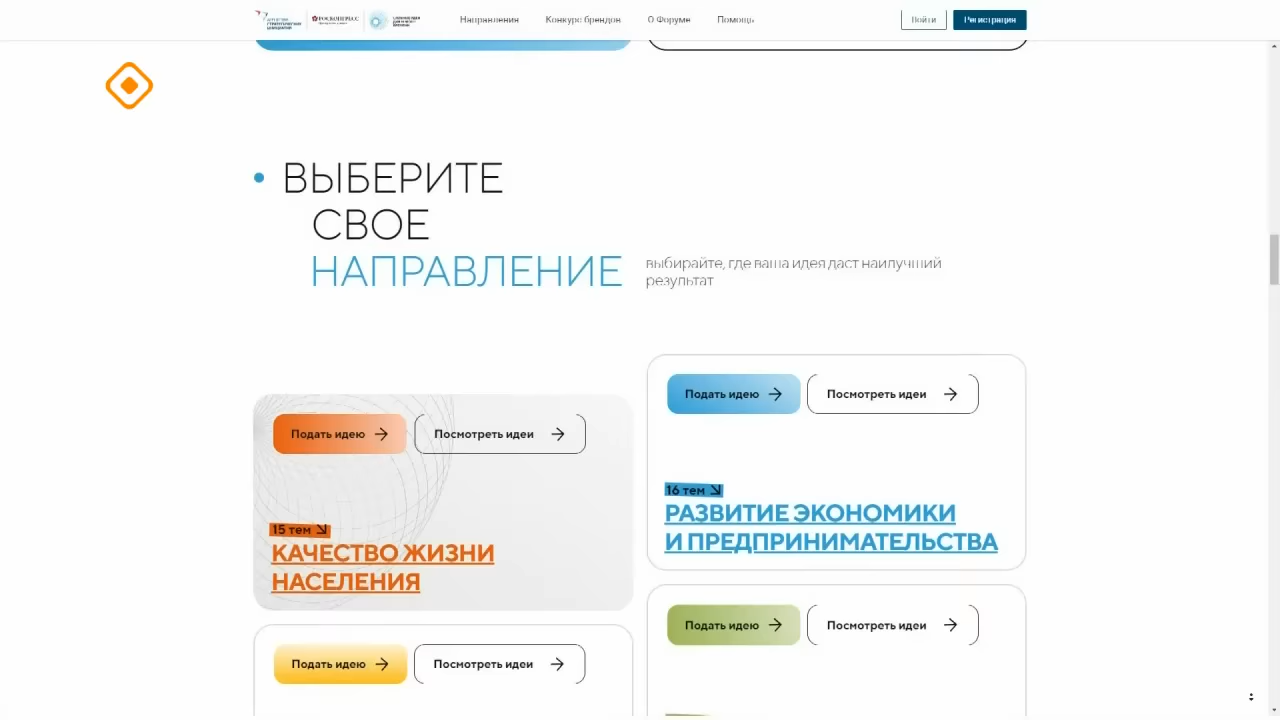 РОСКОНГРЕСС
Направления
Конкурс брендов
О Форуме
Помощь
Войти
Регистрация
ВЫБЕРИТЕ
СВОЕ
НАПРАВЛЕНИЕ
выбирайте, где ваша идея даст наилучший
результат
Подать идею
Посмотреть идеи
15 тем
КАЧЕСТВО ЖИЗНИ
НАСЕЛЕНИЯ
Подать идею
Посмотреть идеи
16 тем
РАЗВИТИЕ ЭКОНОМИКИ
И ПРЕДПРИНИМАТЕЛЬСТВА
Подать идею
Посмотреть идеи
Подать идею
Посмотреть идеи